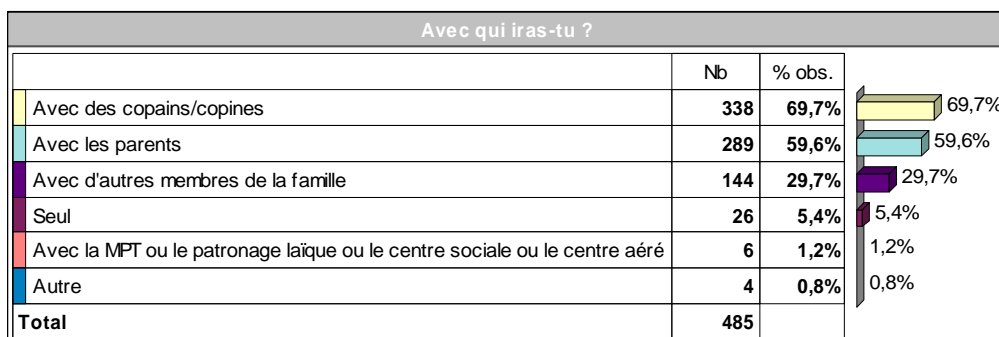 Avec qui iras-tu ?
Nb % obs.
Avec des copains/copines 338 69,7% 69,7%
Avec les parents 289 59,6% 59,6%
Avec d'autres membres de la famille 144 29,7% 29,7%
Seul 26 5,4% 5,4%
Avec la MPT ou le patronage laïque ou le centre sociale ou le centre aéré 6 1,2% 1,2%
Autre 4 0,8% 0,8%
Total 485